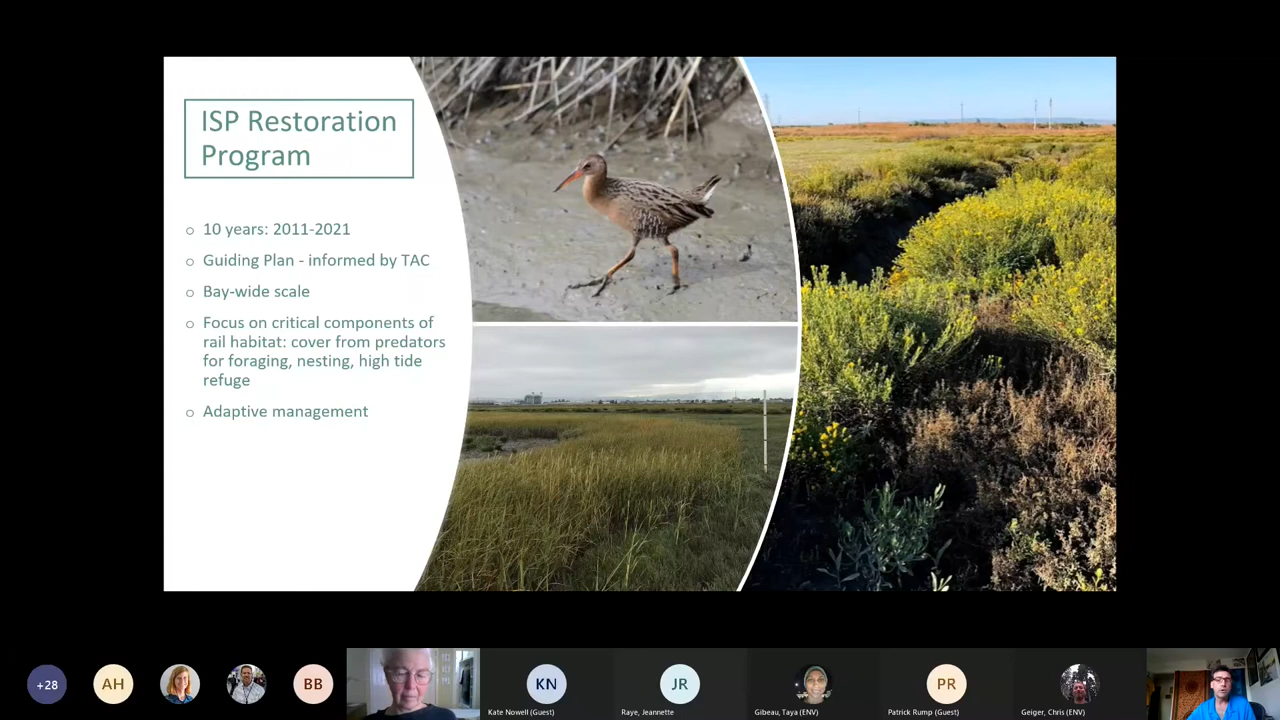 ISP Restoration
Program
10 years: 2011-2021
Guiding Plan - informed by TAC
Bay-wide scale
Focus on critical components of
rail habitat: cover from predators
for foraging, nesting, high tide
refuge
Adaptive management
+28
AH
BB
KN
JR
PR
Kate Nowell (Guest)
Raye, Jeannette
Gibeau, Taya (ENV)
Patrick Rump (Guest)
Geiger, Chris (ENV)